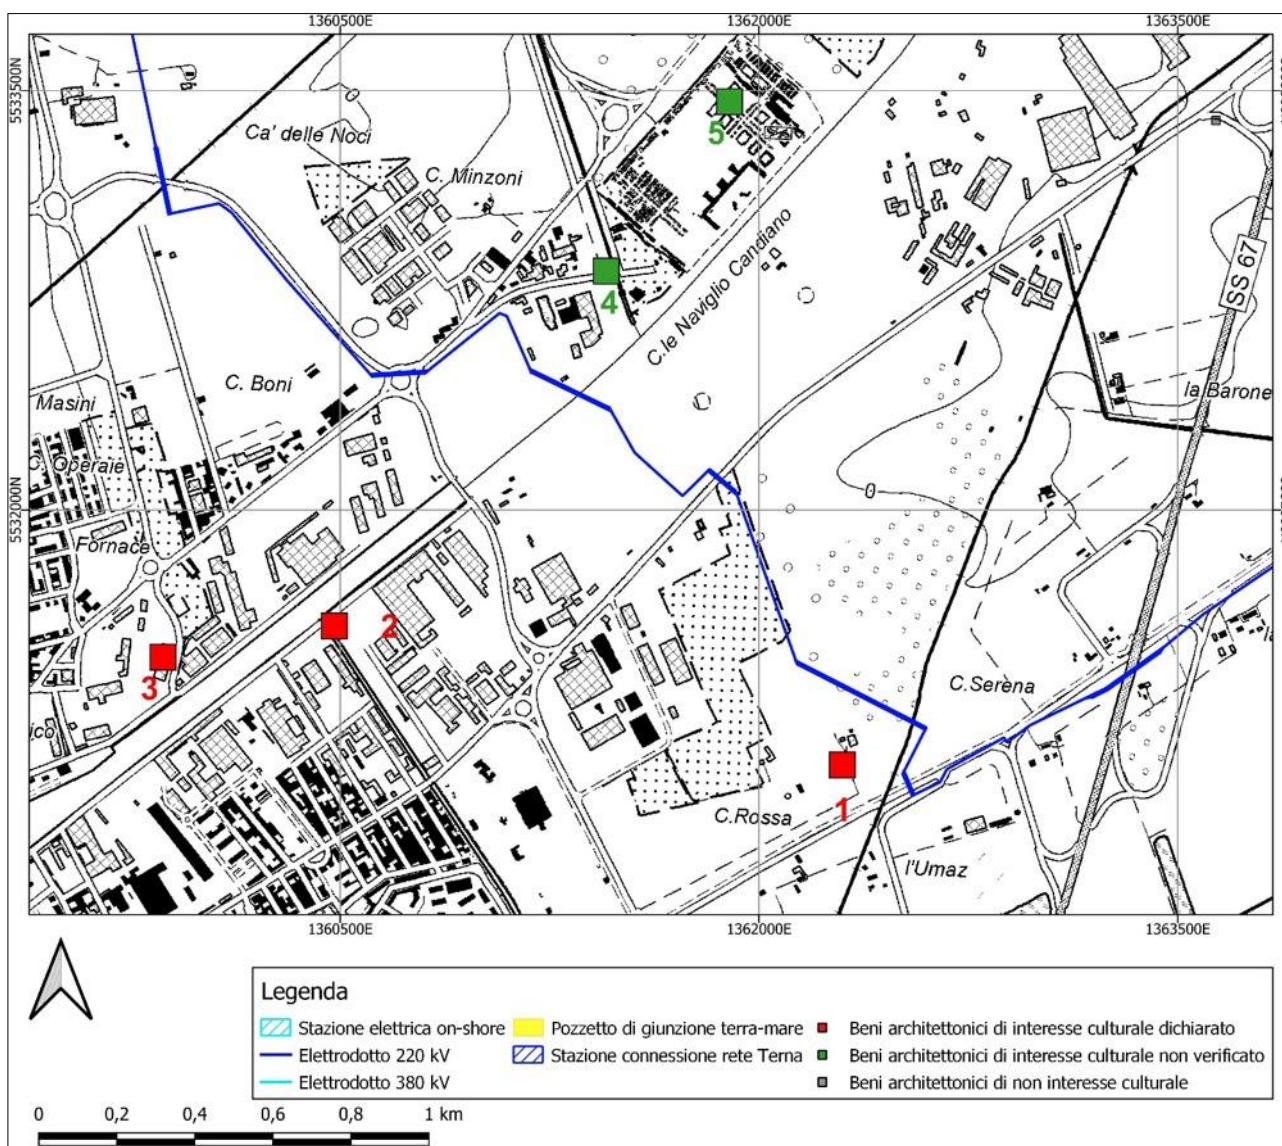 1360500E
1362000E
1363500E
5533500N
5
Ca' delle Noci
C. Minzoni
4
C.le Naviglio Candiano
SS 67
C. Boni
la Barone
Masini
Operaie
0
5532000N
Fornace
2
3
C.Serena
1
C.Rossa
l'Umaz
1360500E
1362000E
1363500E
Legenda
Stazione elettrica on-shore
Pozzetto di giunzione terra-mare
Beni architettonici di interesse culturale dichiarato
Elettrodotto 220 kV
Stazione connessione rete Terna
Beni architettonici di interesse culturale non verificato
Elettrodotto 380 kV
Beni architettonici di non interesse culturale
0 0,2 0,4 0,6 0,8 1 km